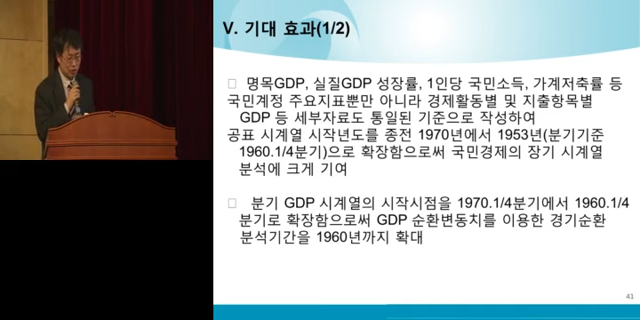 V. 기대 효과(1/2)
□ 명목GDP, 실질GDP 성장률, 1인당 국민소득, 가계저축률 등
국민계정 주요지표뿐만 아니라 경제활동별 및 지출항목별
GDP 등 세부자료도 통일된 기준으로 작성하여
공표 시계열 시작년도를 종전 1970년에서 1953년(분기기준
1960.1/4분기)으로 확장함으로써 국민경제의 장기 시계열
분석에 크게 기여
□ 분기 GDP 시계열의 시작시점을 1970.1/4분기에서 1960.1/4
분기로 확장함으로써 GDP 순환변동치를 이용한 경기순환
분석기간을 1960년까지 확대
41